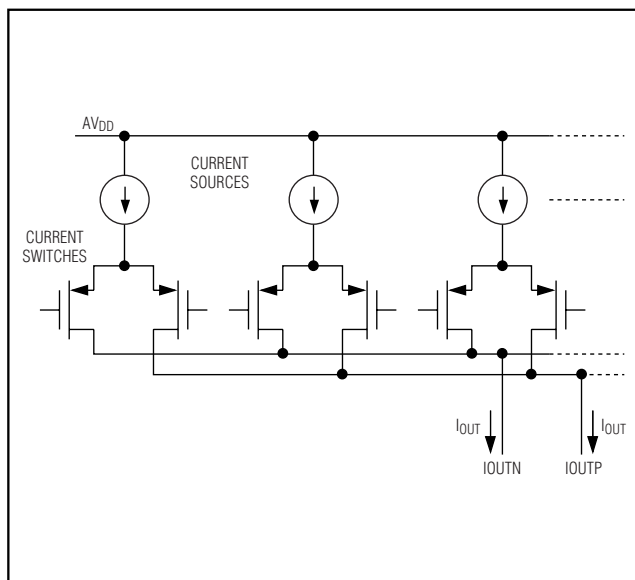 AVDD
CURRENT
SOURCES
CURRENT
SWITCHES
IOUT
IOUT
IOUTN
IOUTP